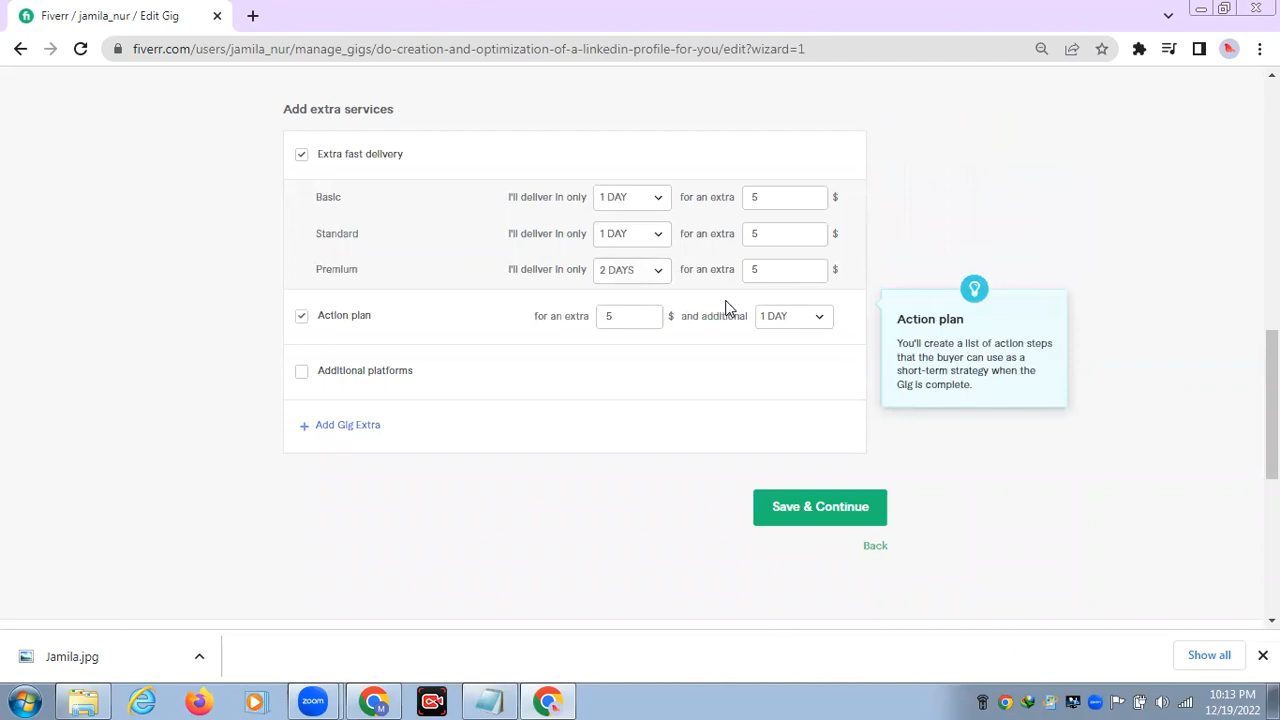 Fiverr / jamila_nur / Edit Gig
fiverr.com/users/jamila_nur/manage_gigs/do-creation-and-optimization-of-a-linkedin-profile-for-you/edit?wizard=1
Add extra services
Extra fast delivery
Basic I'll deliver in only 1 DAY for an extra 5 $
Standard I'll deliver in only 1 DAY for an extra 5 $
Premium I'll deliver in only 2 DAYS for an extra 5 $
Action plan for an extra 5 $ and additional 1 DAY
Action plan
You'll create a list of action steps
that the buyer can use as a
short-term strategy when the
Gig is complete.
Additional platforms
+ Add Gig Extra
Save & Continue
Back
Jamila.jpg
Show all
zoom
M
10:13 PM
12/19/2022